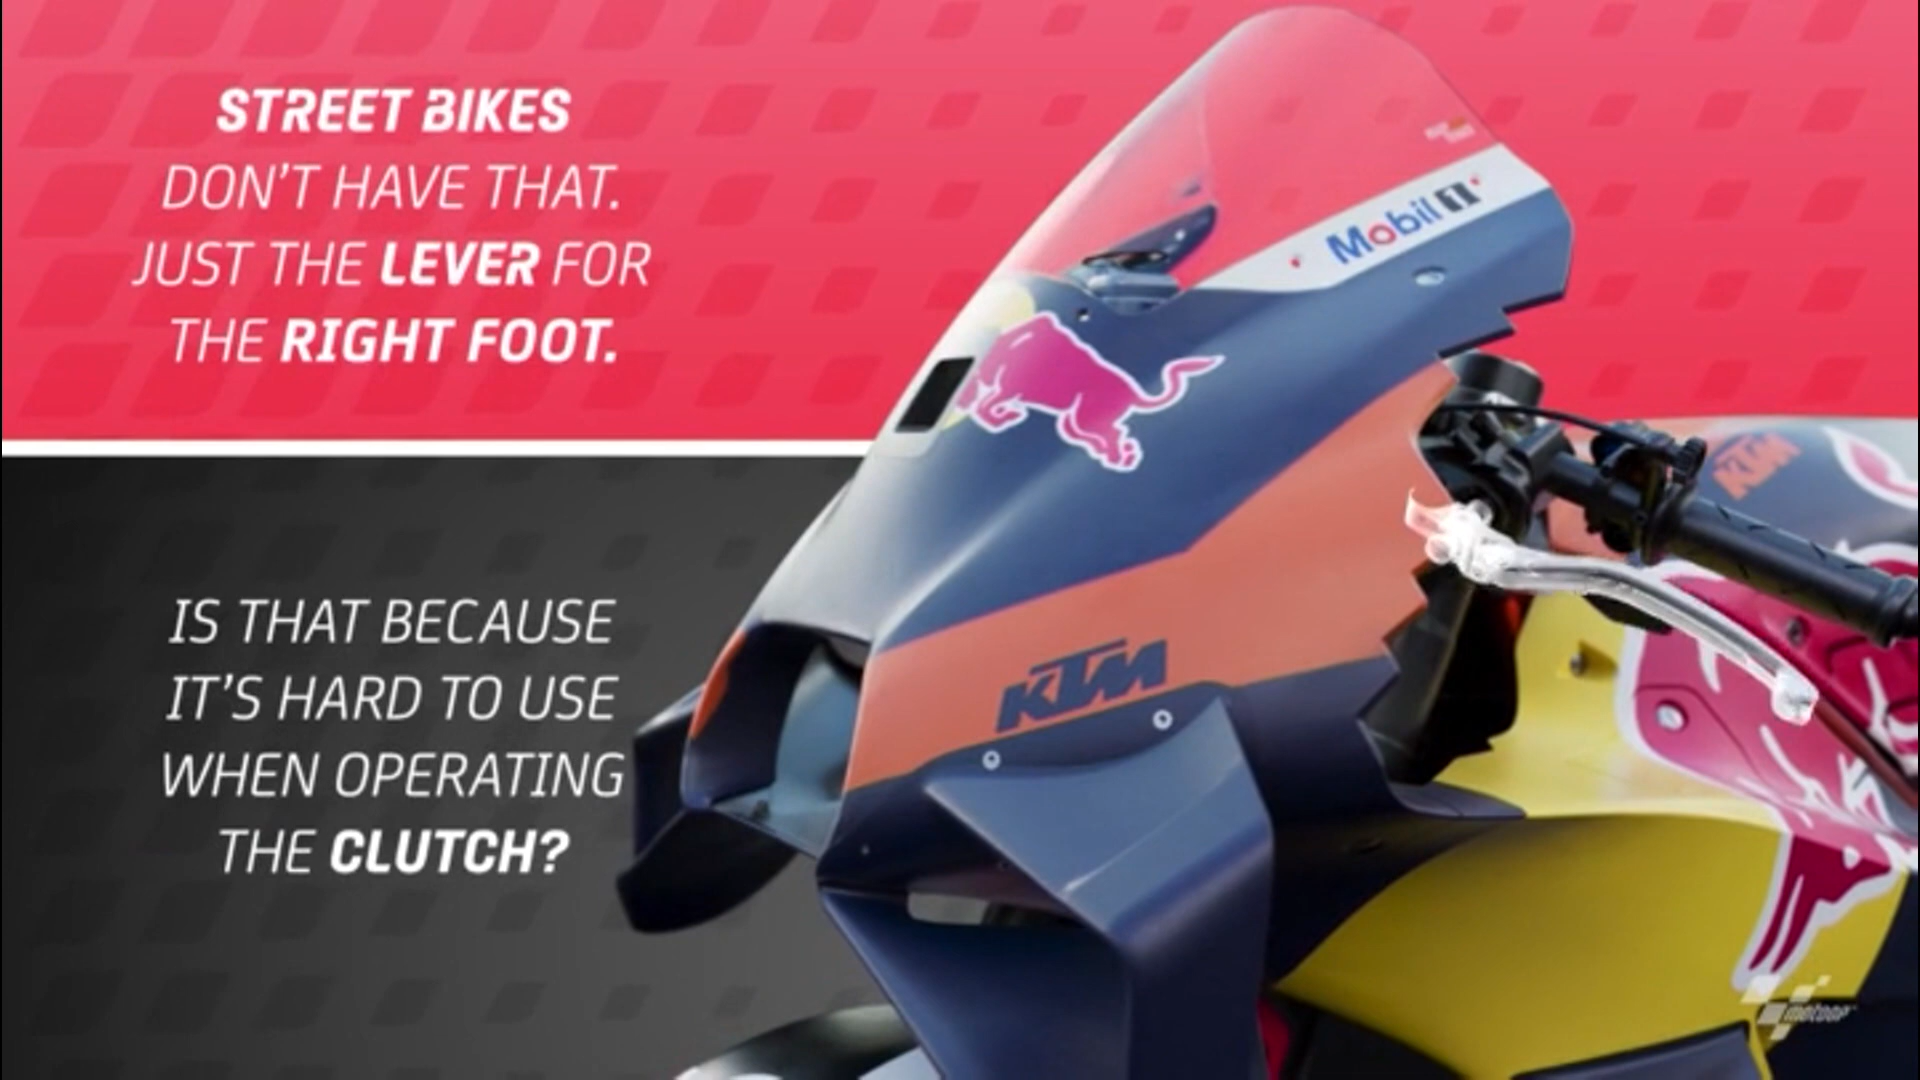 STREET BIKES
DON'T HAVE THAT.
JUST THE LEVER FOR
THE RIGHT FOOT.
IS THAT BECAUSE
IT'S HARD TO USE
WHEN OPERATING
THE CLUTCH?
Mobil 1
KTM
KTM
motoGP